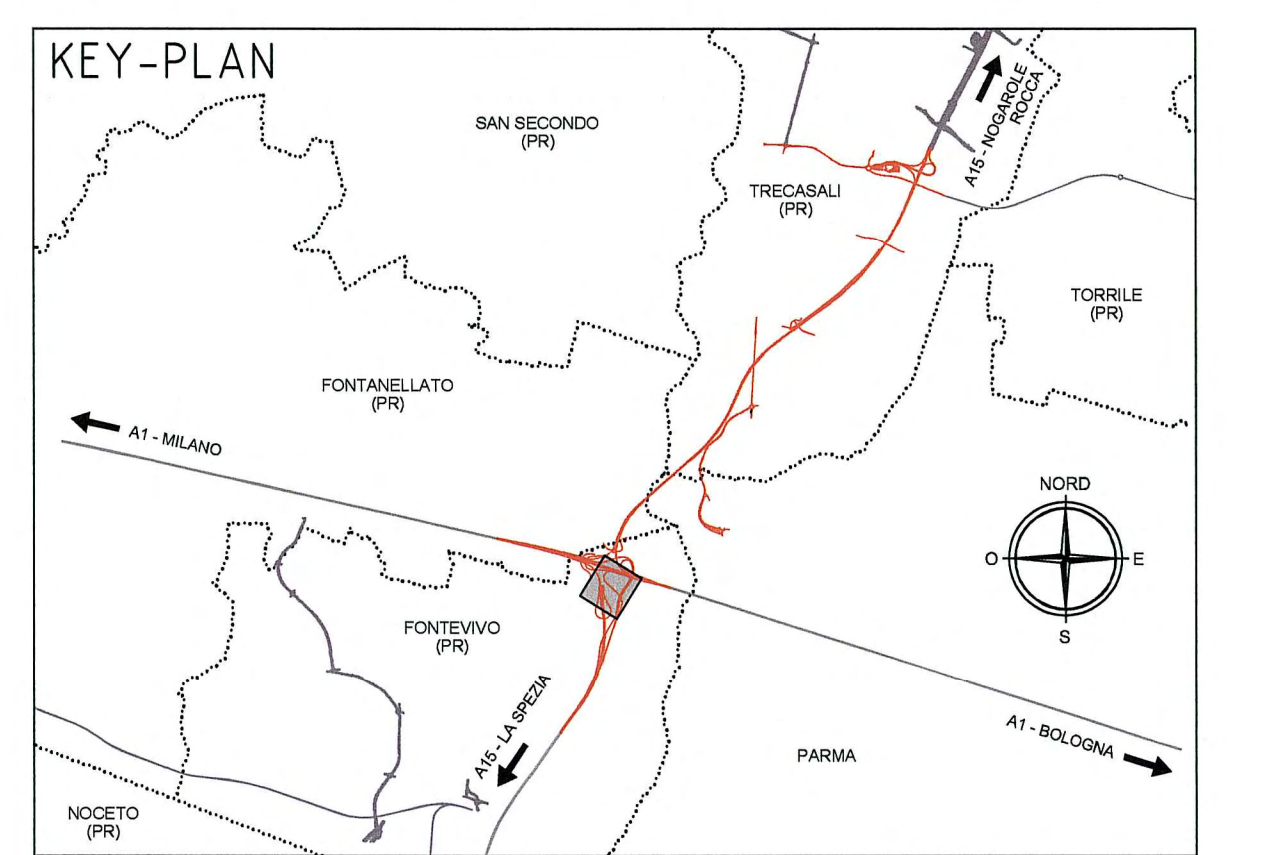 KEY-PLAN
SAN SECONDO
(PR)
A15 - NOGAROLE
ROCCA
TRECASALI
(PR)
TORRILE
(PR)
FONTANELLATO
(PR)
A1 - MILANO
NORD
O
E
S
FONTEVIVO
(PR)
A15 - LA SPEZIA
A1 - BOLOGNA
PARMA
NOCETO
(PR)